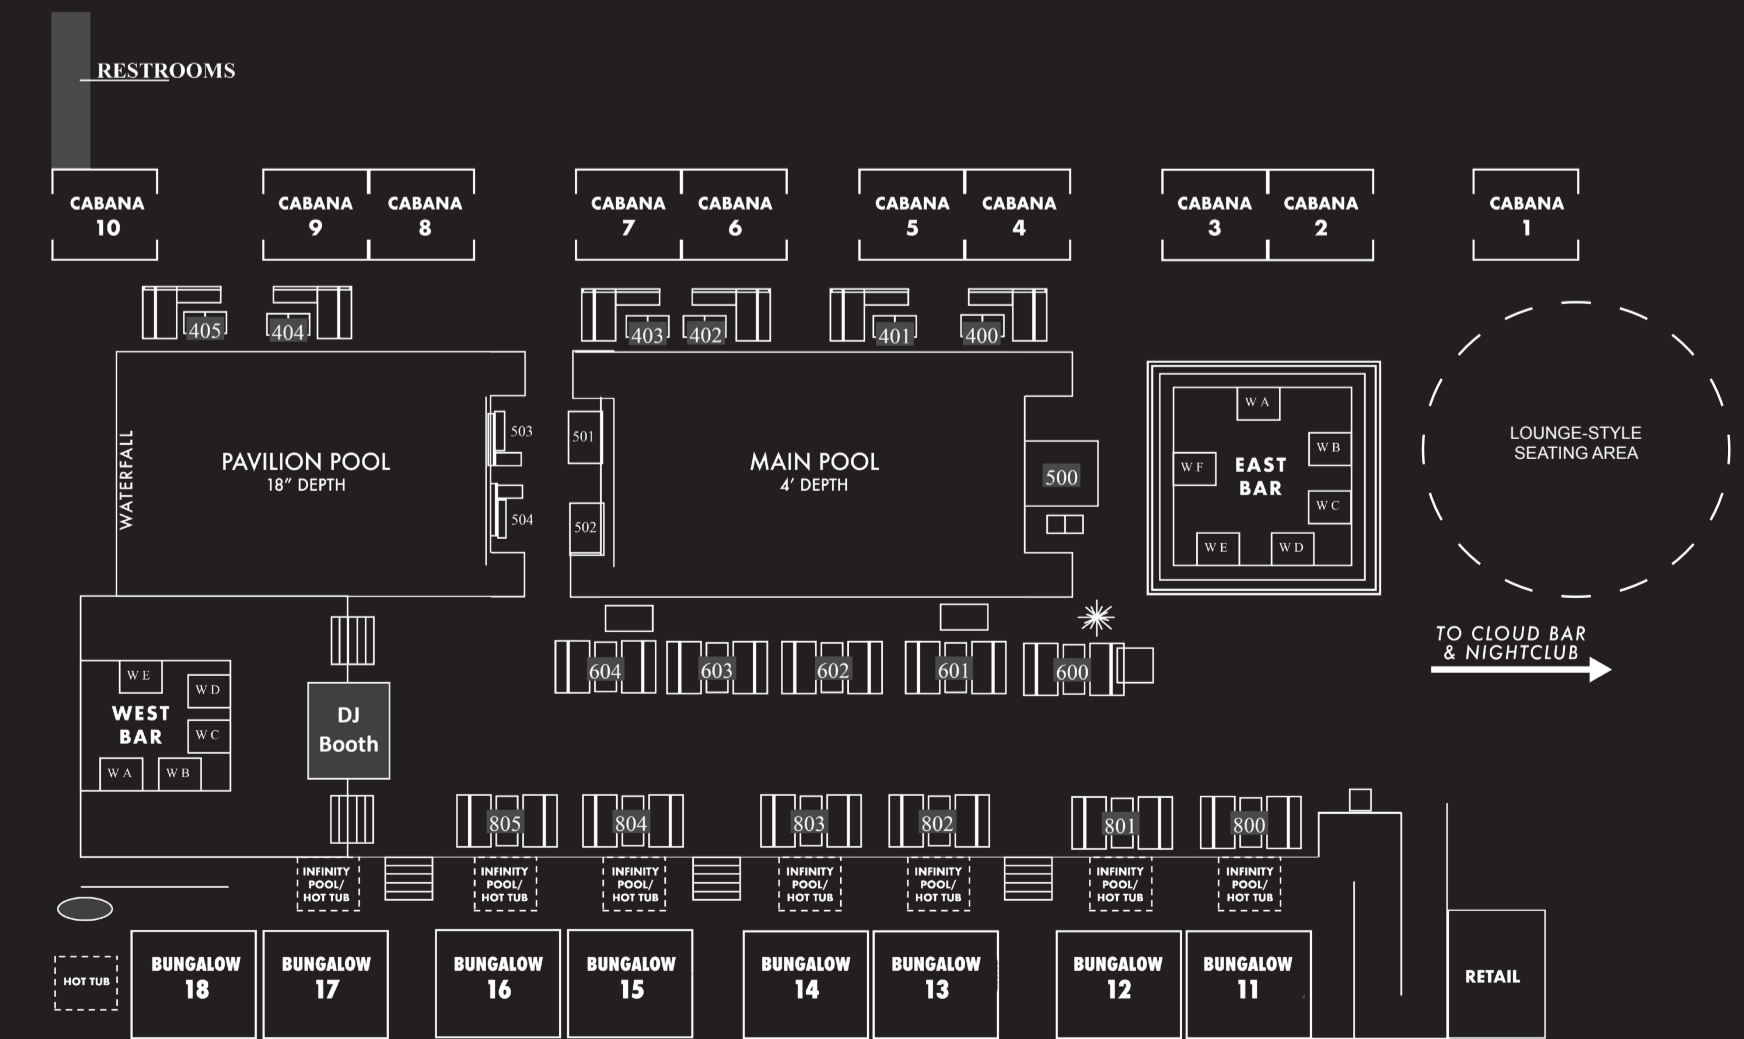 RESTROOMS
CABANA
10
CABANA
9
CABANA
8
CABANA
7
CABANA
6
CABANA
5
CABANA
4
CABANA
3
CABANA
2
CABANA
1
405
404
403
402
401
400
WATERFALL
PAVILION POOL
18” DEPTH
503
504
501
502
MAIN POOL
4’ DEPTH
500
W A
W B
W F
EAST
BAR
W C
W E
W D
LOUNGE-STYLE
SEATING AREA
TO CLOUD BAR
& NIGHTCLUB
604
603
602
601
600
W E
W D
WEST
BAR
W C
W A
W B
DJ
Booth
805
804
803
802
801
800
INFINITY
POOL/
HOT TUB
INFINITY
POOL/
HOT TUB
INFINITY
POOL/
HOT TUB
INFINITY
POOL/
HOT TUB
INFINITY
POOL/
HOT TUB
INFINITY
POOL/
HOT TUB
INFINITY
POOL/
HOT TUB
HOT TUB
BUNGALOW
18
BUNGALOW
17
BUNGALOW
16
BUNGALOW
15
BUNGALOW
14
BUNGALOW
13
BUNGALOW
12
BUNGALOW
11
RETAIL